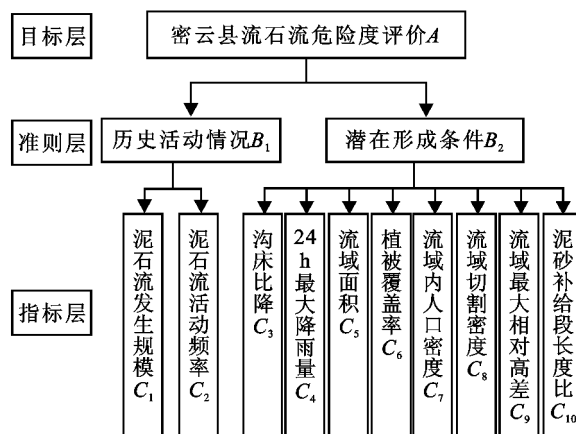 目标层
密云县流石流危险度评价A
准则层
历史活动情况B1
潜在形成条件B2
指标层
泥石流发生规模C1
泥石流活动频率C2
沟床比降C3
24h最大降雨量C4
流域面积C5
植被覆盖率C6
流域内人口密度C7
流域切割密度C8
流域最大相对高差C9
泥砂补给段长度比C10